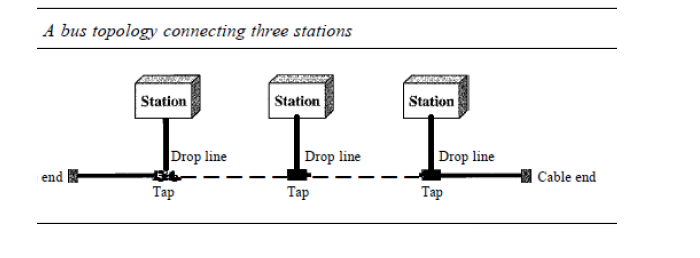 A bus topology connecting three stations
Station Station Station
Drop line Drop line Drop line
end Cable end
Tap Tap Tap